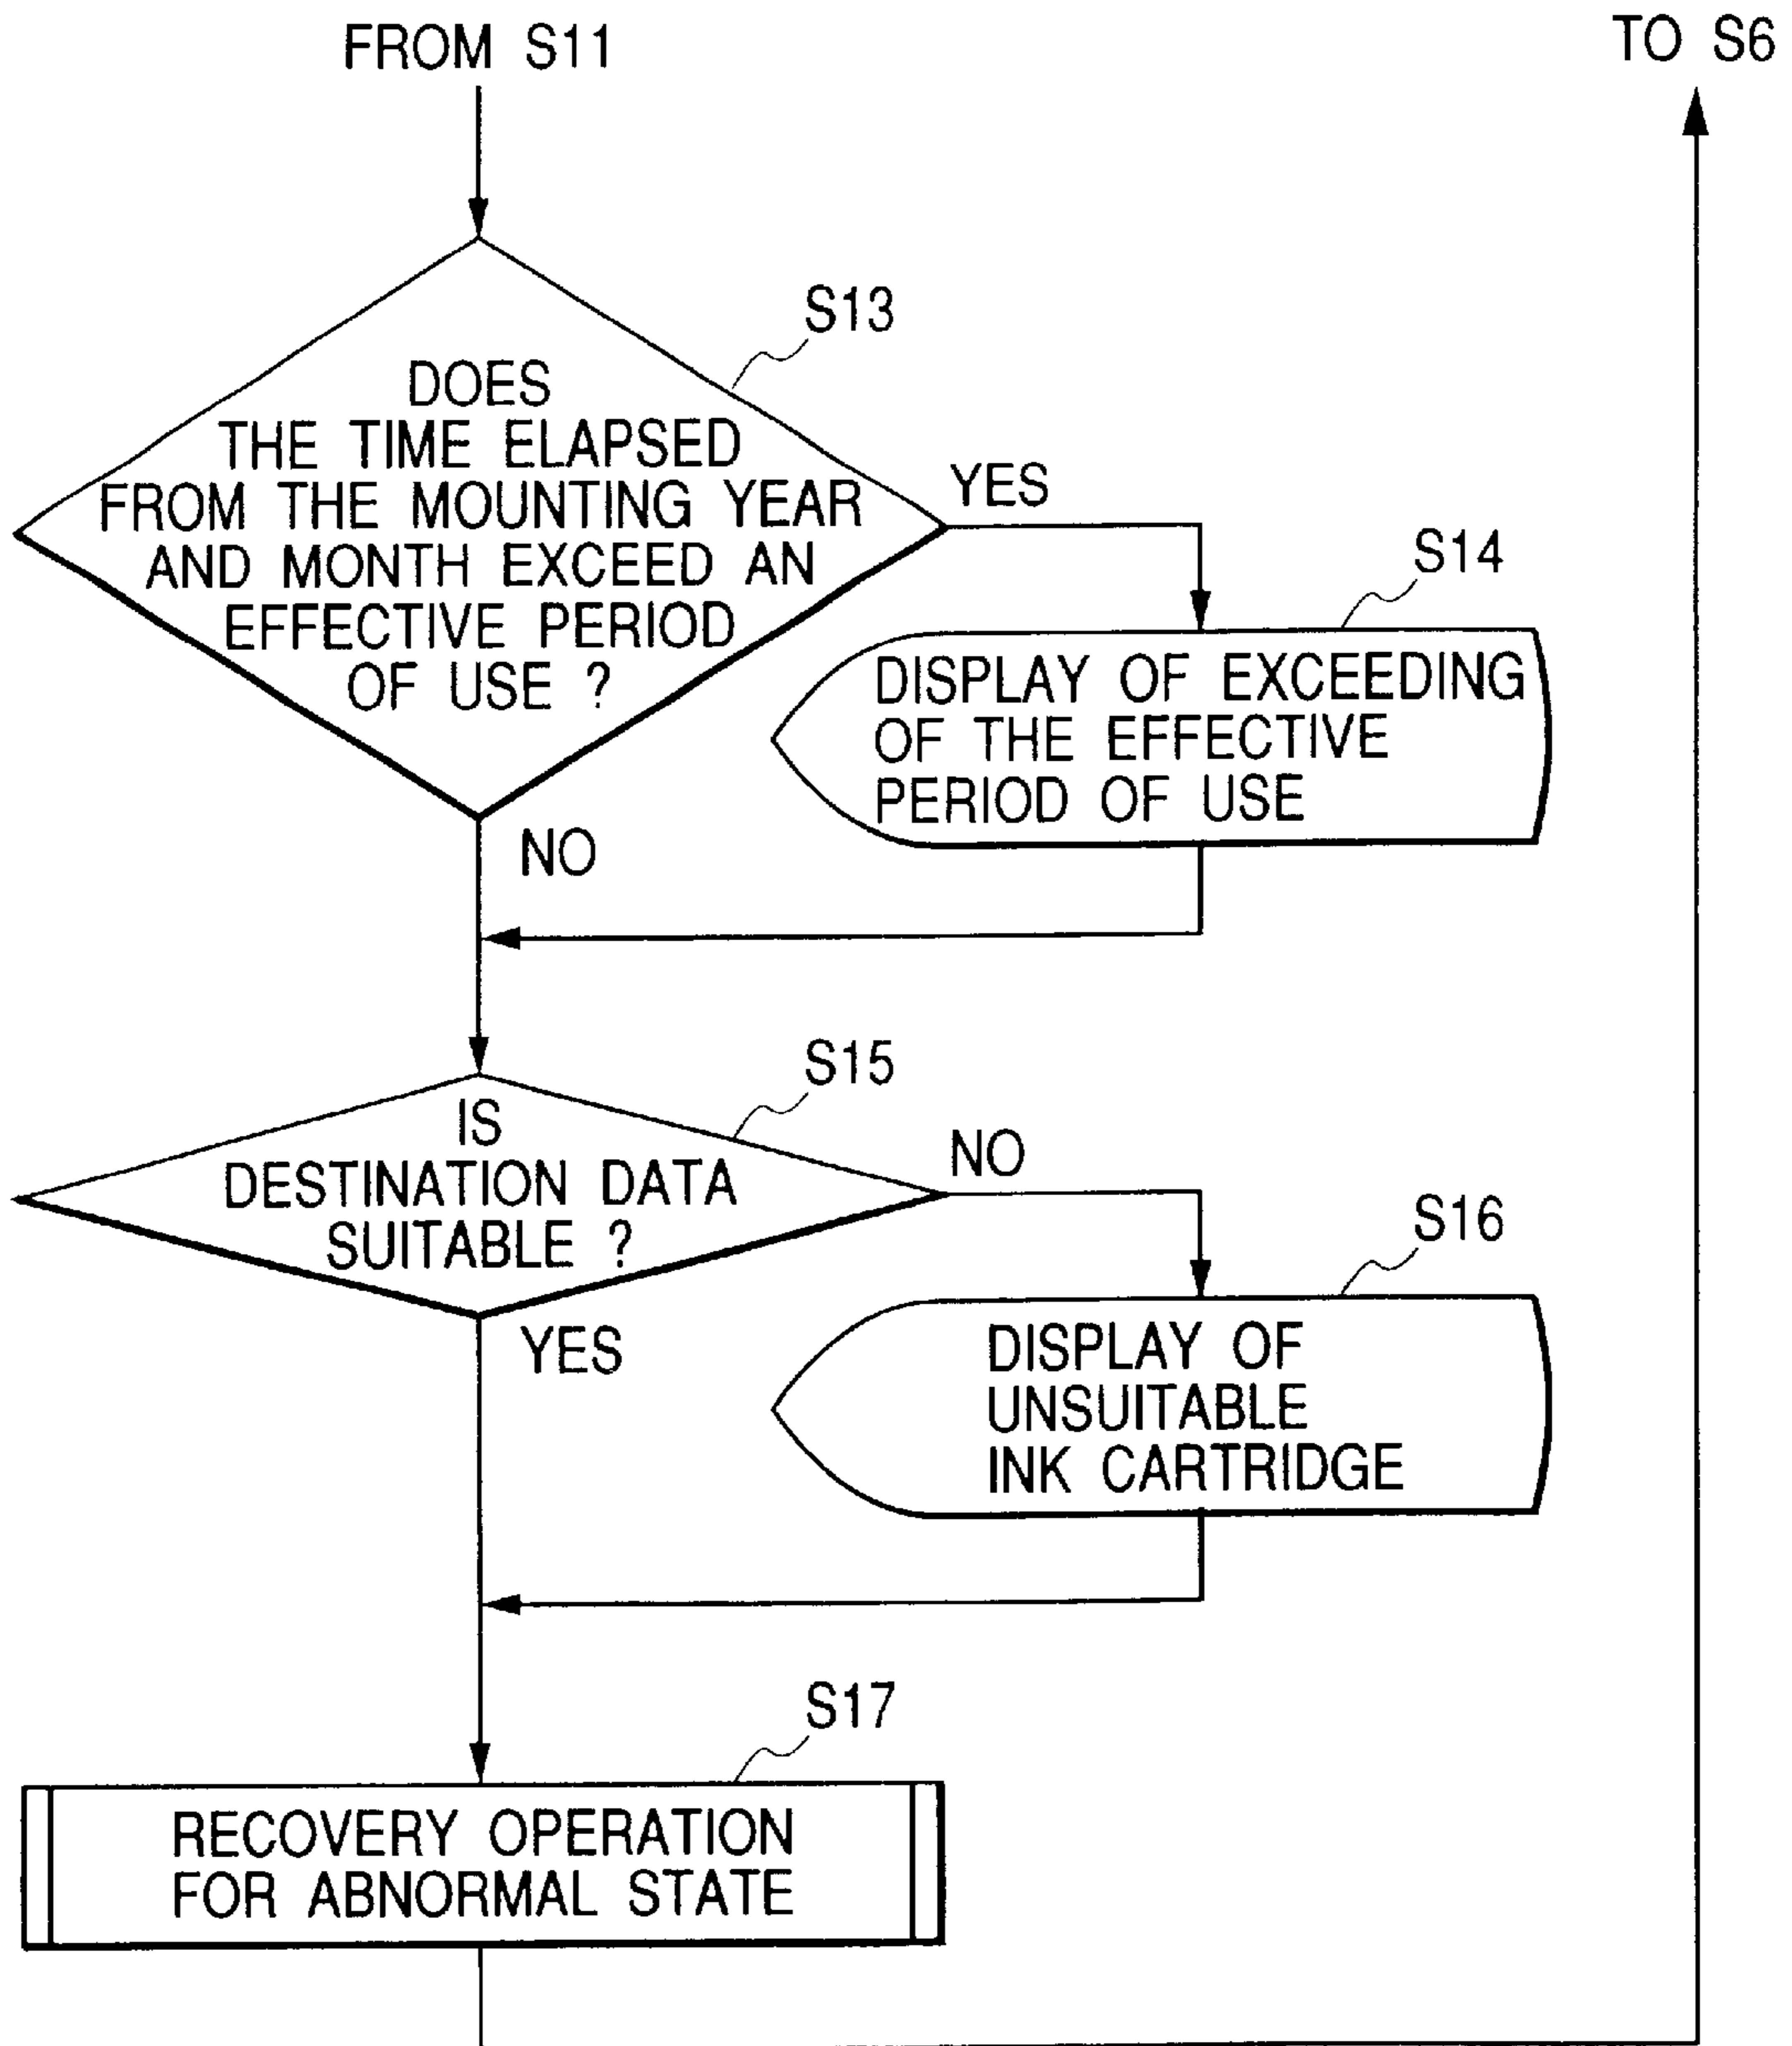 FROM S11
TO S6
S13
DOES
THE TIME ELAPSED
FROM THE MOUNTING YEAR
AND MONTH EXCEED AN
EFFECTIVE PERIOD
OF USE ?
YES
S14
DISPLAY OF EXCEEDING
OF THE EFFECTIVE
PERIOD OF USE
NO
S15
IS
DESTINATION DATA
SUITABLE ?
NO
S16
DISPLAY OF
UNSUITABLE
INK CARTRIDGE
YES
S17
RECOVERY OPERATION
FOR ABNORMAL STATE